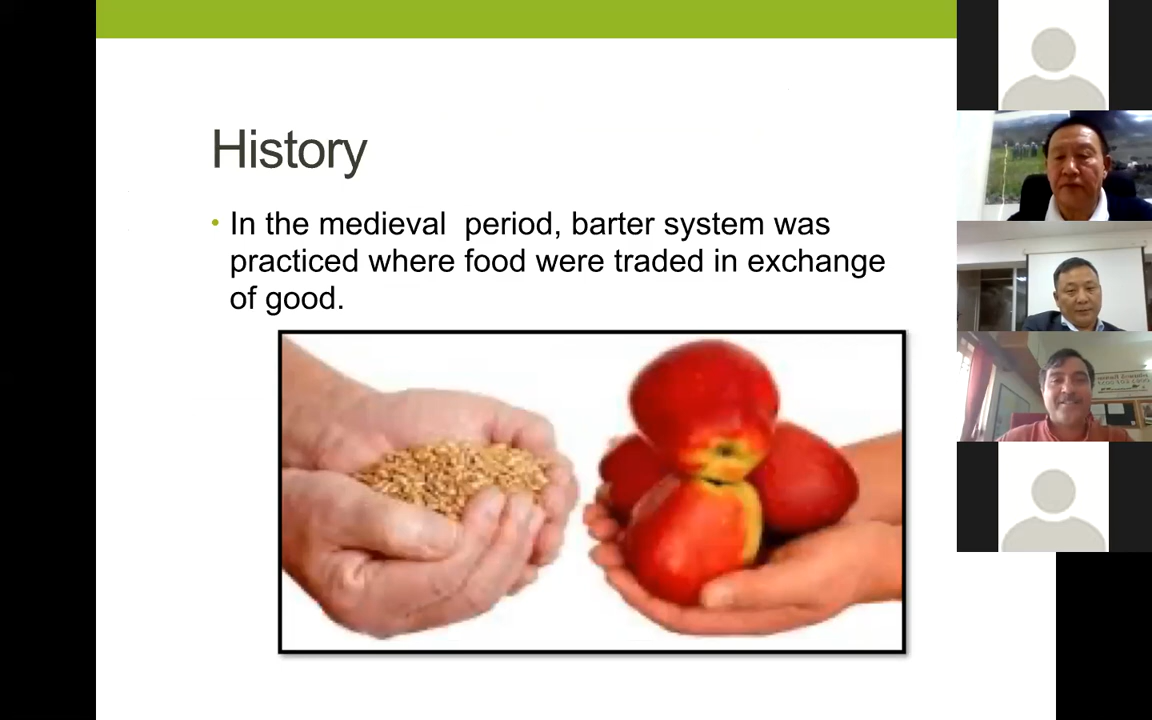 History
• In the medieval period, barter system was
practiced where food were traded in exchange
of good.